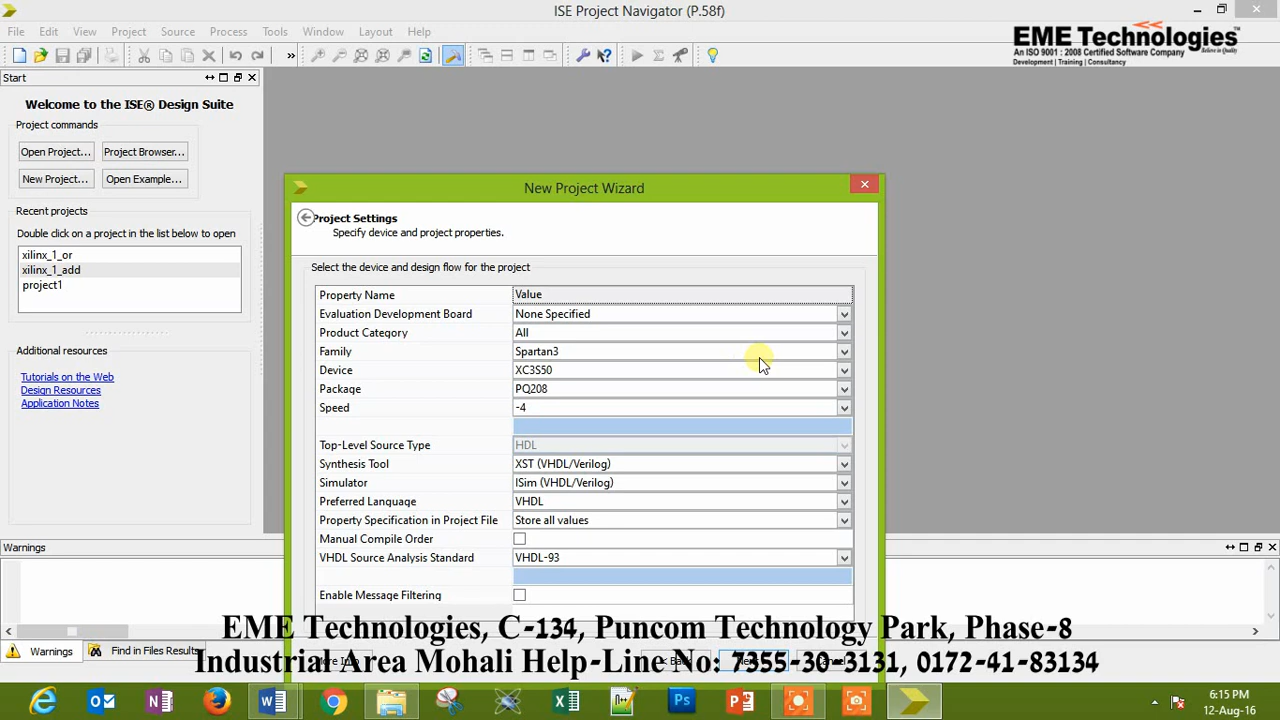 ISE Project Navigator (P.58f)
File Edit View Project Source Process Tools Window Help
EME Technologies
An ISO 9001 : 2008 Certified Software Company
Development | Training | Consultancy
Start
Welcome to the ISE® Design Suite
Project commands
Open Project... Project Browser...
New Project... Open Example...
Recent projects
Double click on a project in the list below to open
xilinx_1_or
xilinx_1_add
project1
Additional resources
Tutorials on the Web
Design Resources
Application Notes
New Project Wizard
Project Settings
Specify device and project properties.
Select the device and design flow for the project
Property Name Value
Evaluation Development Board None Specified
Product Category All
Family Spartan3
Device XC3S50
Package PQ208
Speed -4
Top-Level Source Type HDL
Synthesis Tool XST (VHDL/Verilog)
Simulator ISim (VHDL/Verilog)
Preferred Language VHDL
Property Specification in Project File Store all values
Manual Compile Order
VHDL Source Analysis Standard VHDL-93
Enable Message Filtering
Warnings
Warnings Find in Files Results
EME Technologies, C-134, Puncom Technology Park, Phase-8
Industrial Area Mohali Help-Line No: 7355-30-3131, 0172-41-83134
6:15 PM
12-Aug-16